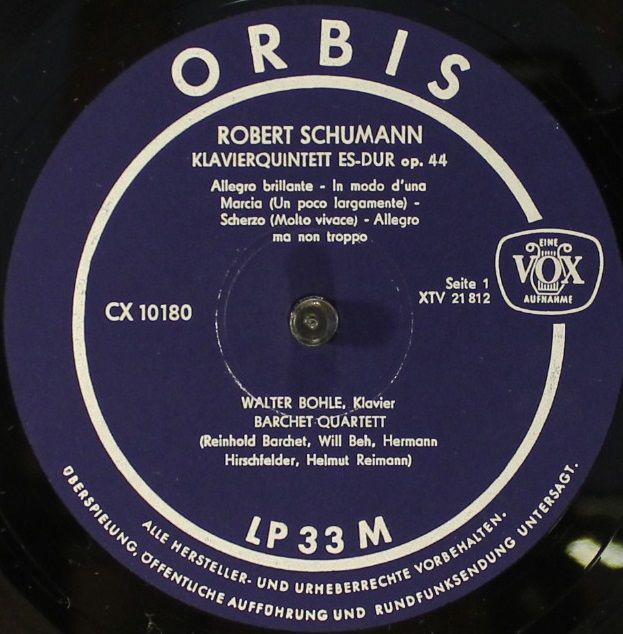 ORBIS
ROBERT SCHUMANN
KLAVIERQUINTETT ES-DUR op. 44
Allegro brillante - In modo d'una
Marcia (Un poco largamente) -
Scherzo (Molto vivace) - Allegro
ma non troppo
EINE
VOX
AUFNAHME
Seite 1
XTV 21 812
CX 10180
WALTER BOHLE, Klavier
BARCHET-QUARTETT
(Reinhold Barchet, Will Beh, Hermann
Hirschfelder, Helmut Reimann)
LP 33 M
ALLE HERSTELLER- UND URHEBERRECHTE VORBEHALTEN.
ÜBERSPIELUNG, ÖFFENTLICHE AUFFÜHRUNG UND RUNDFUNKSENDUNG UNTERSAGT.